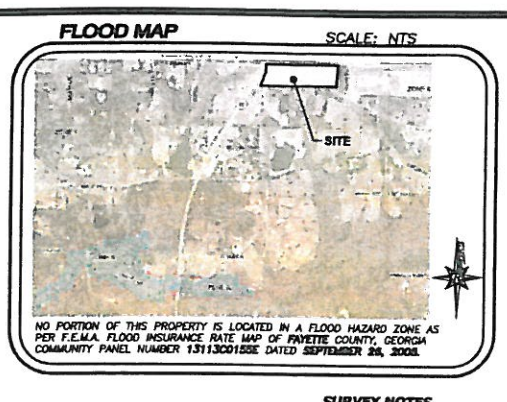 FLOOD MAP
SCALE: NTS
SITE
NO PORTION OF THIS PROPERTY IS LOCATED IN A FLOOD HAZARD ZONE AS
PER F.E.M.A. FLOOD INSURANCE RATE MAP OF FAYETTE COUNTY, GEORGIA
COMMUNITY PANEL NUMBER 13113C0155E DATED SEPTEMBER 26, 2008.
SURVEY NOTES